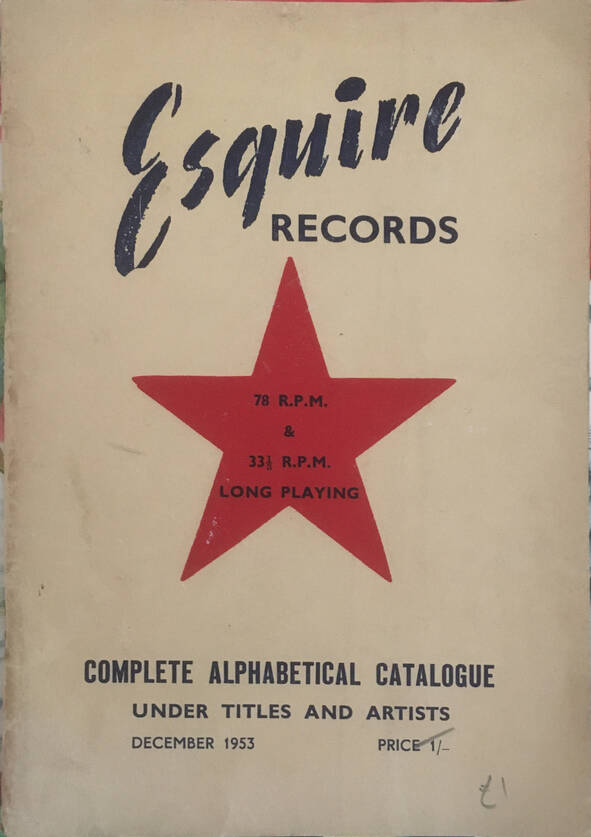 Esquire
RECORDS
78 R.P.M.
&
33⅓ R.P.M.
LONG PLAYING
COMPLETE ALPHABETICAL CATALOGUE
UNDER TITLES AND ARTISTS
DECEMBER 1953 PRICE 1/-
£1